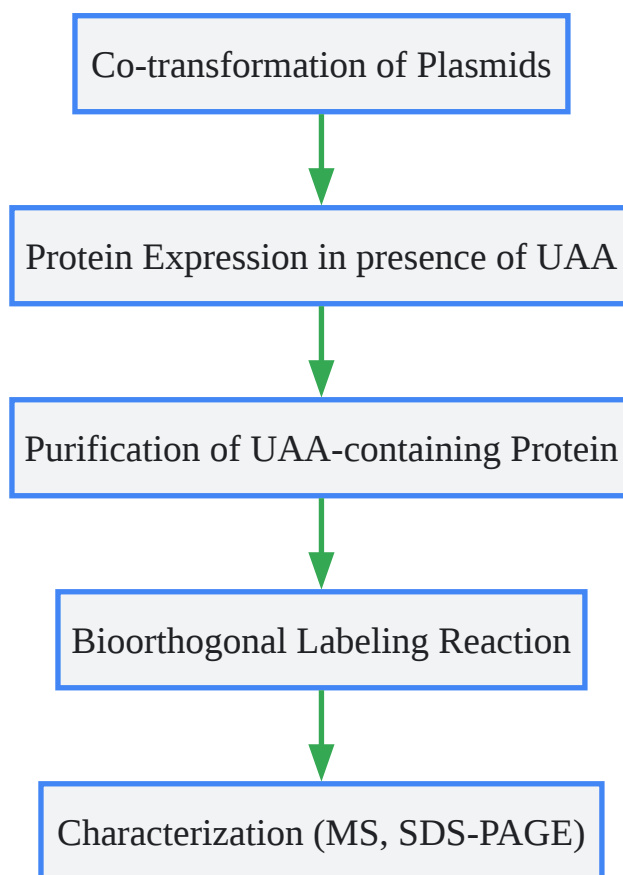 Co-transformation of Plasmids
Protein Expression in presence of UAA
Purification of UAA-containing Protein
Bioorthogonal Labeling Reaction
Characterization (MS, SDS-PAGE)